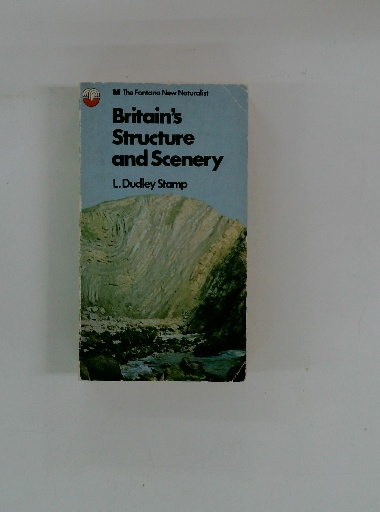 The Fontana New Naturalist
Britain's
Structure
and Scenery
L. Dudley Stamp